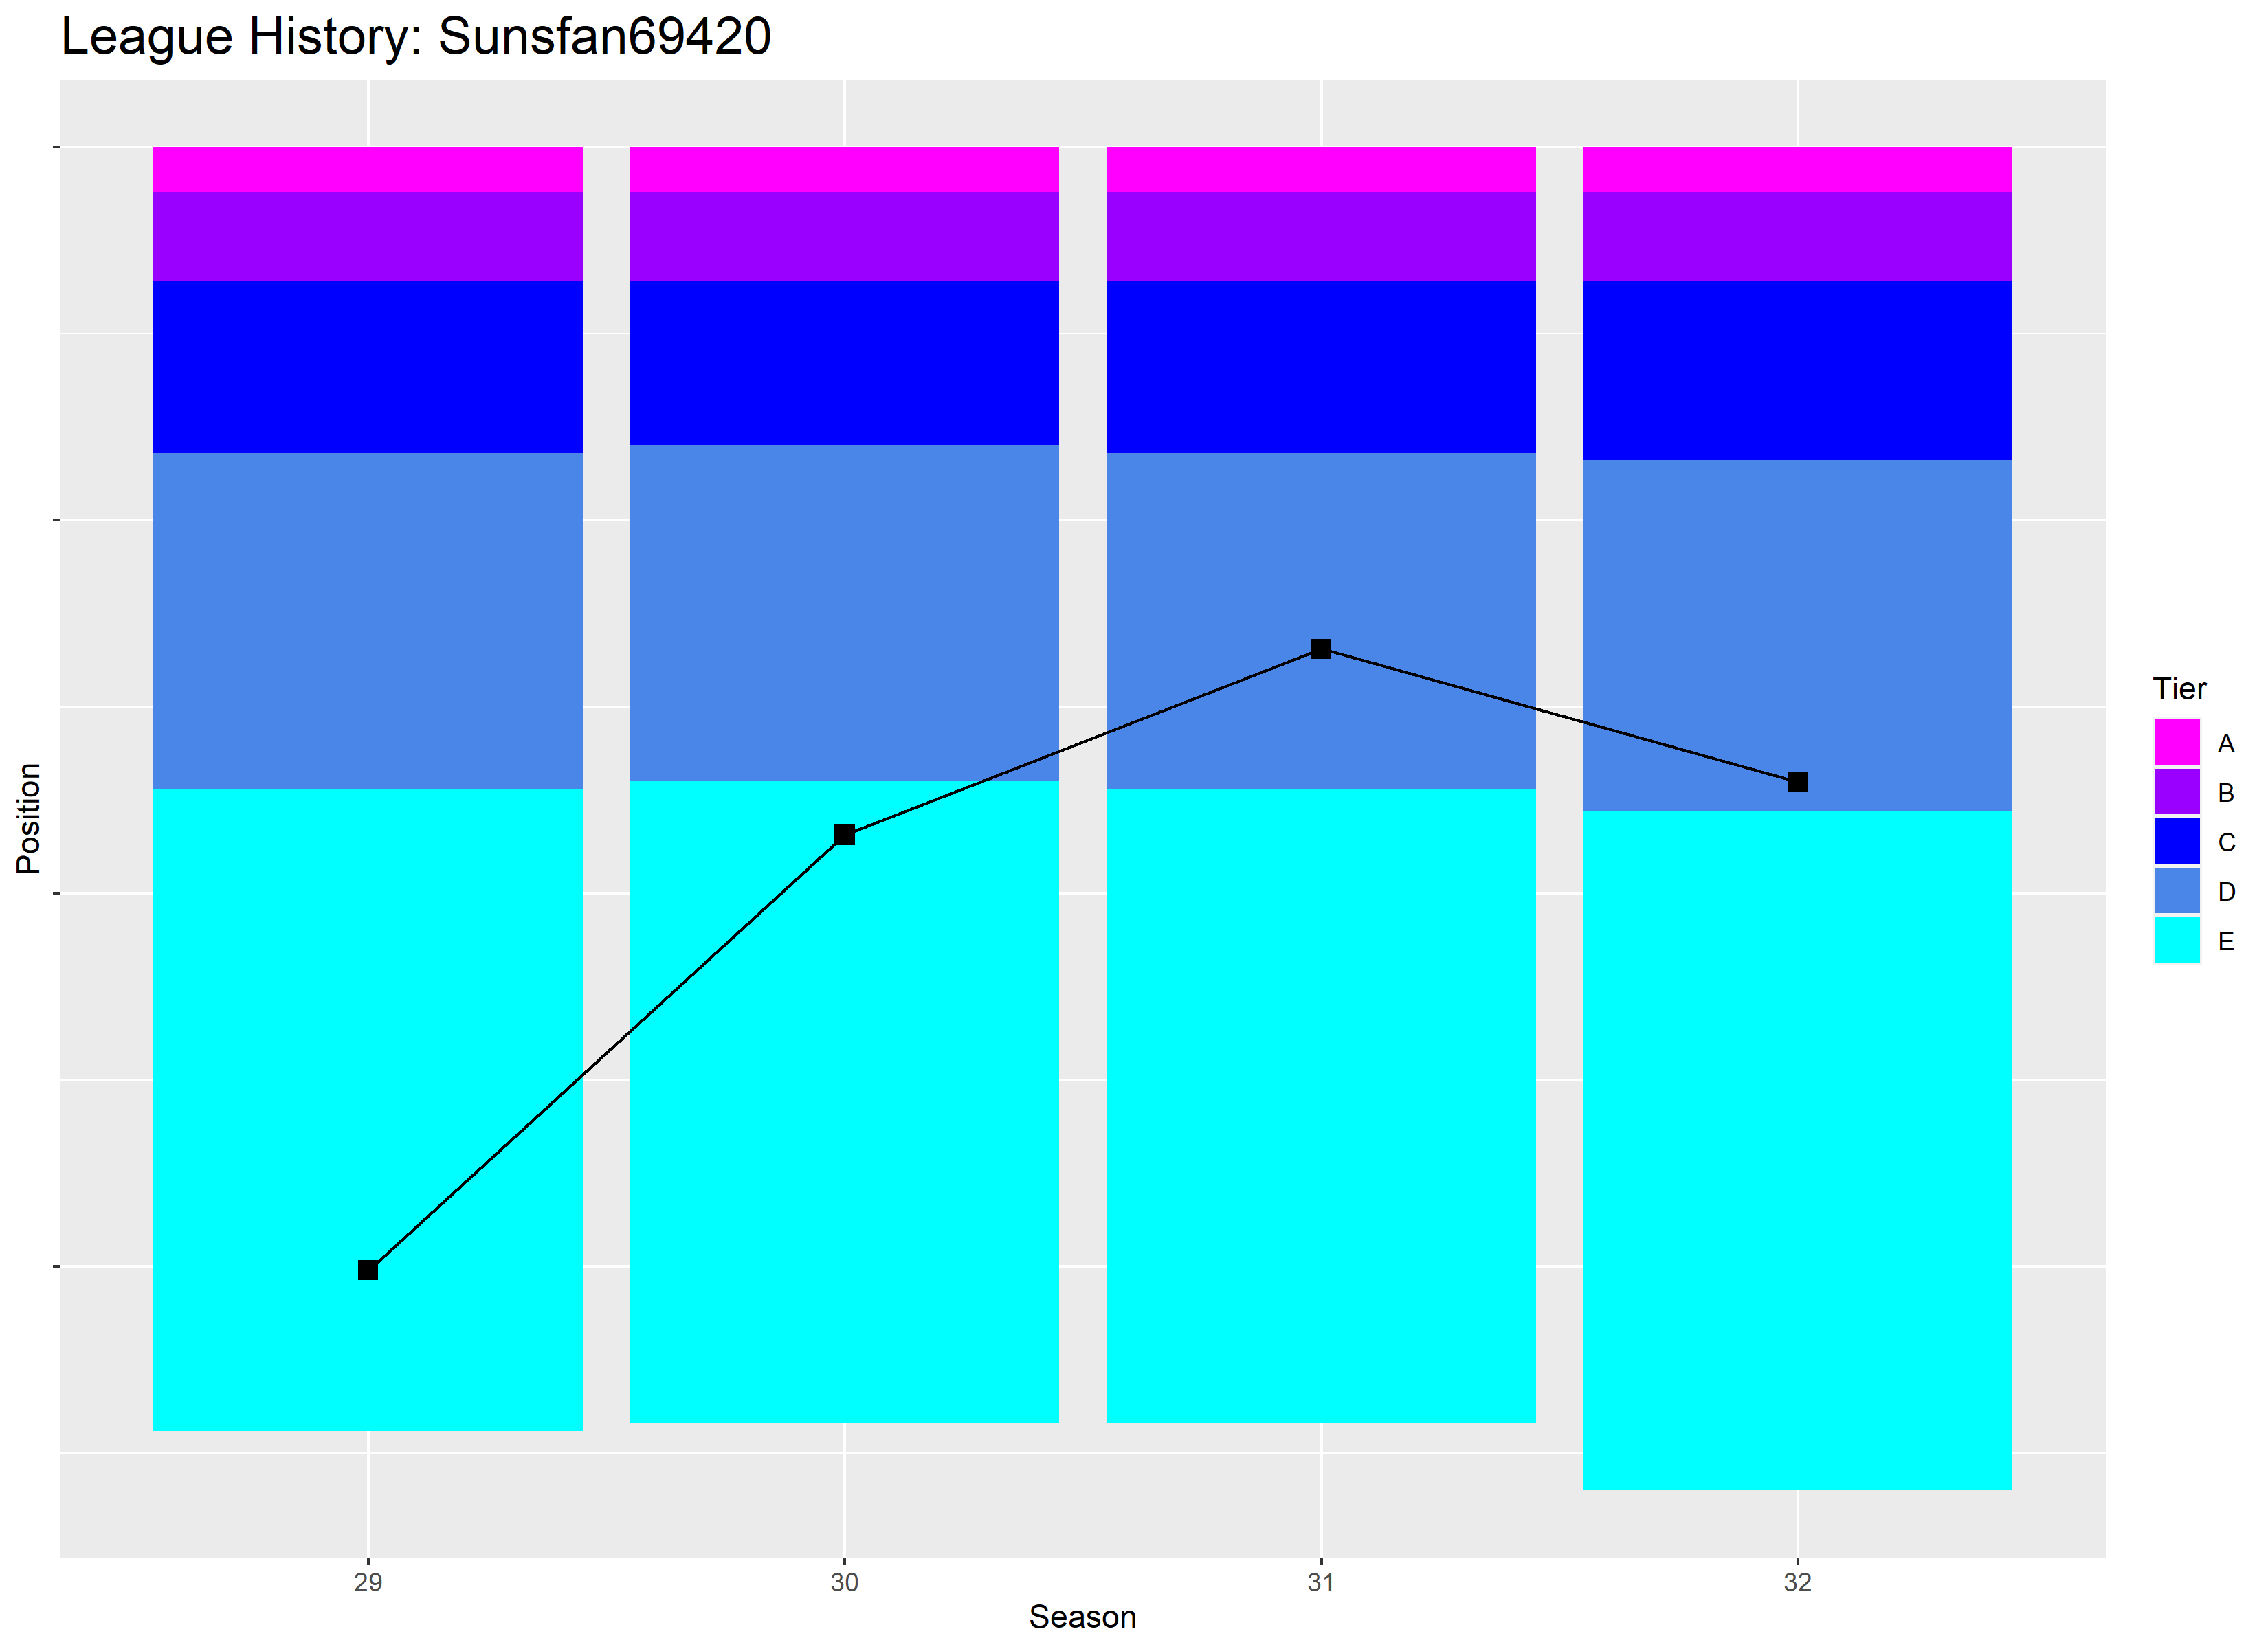 League History: Sunsfan69420
Position
29
30
31
32
Season
Tier
A
B
C
D
E